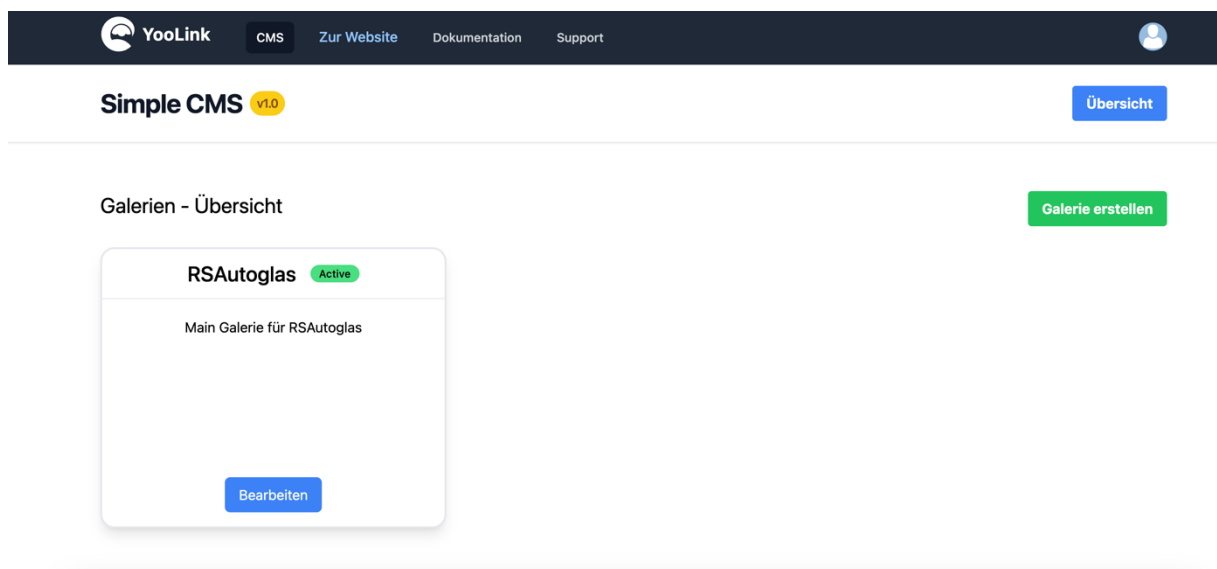 YooLink CMS Zur Website Dokumentation Support
Simple CMS v1.0 Übersicht
Galerien - Übersicht Galerie erstellen
RSAutoglas Active
Main Galerie für RSAutoglas
Bearbeiten